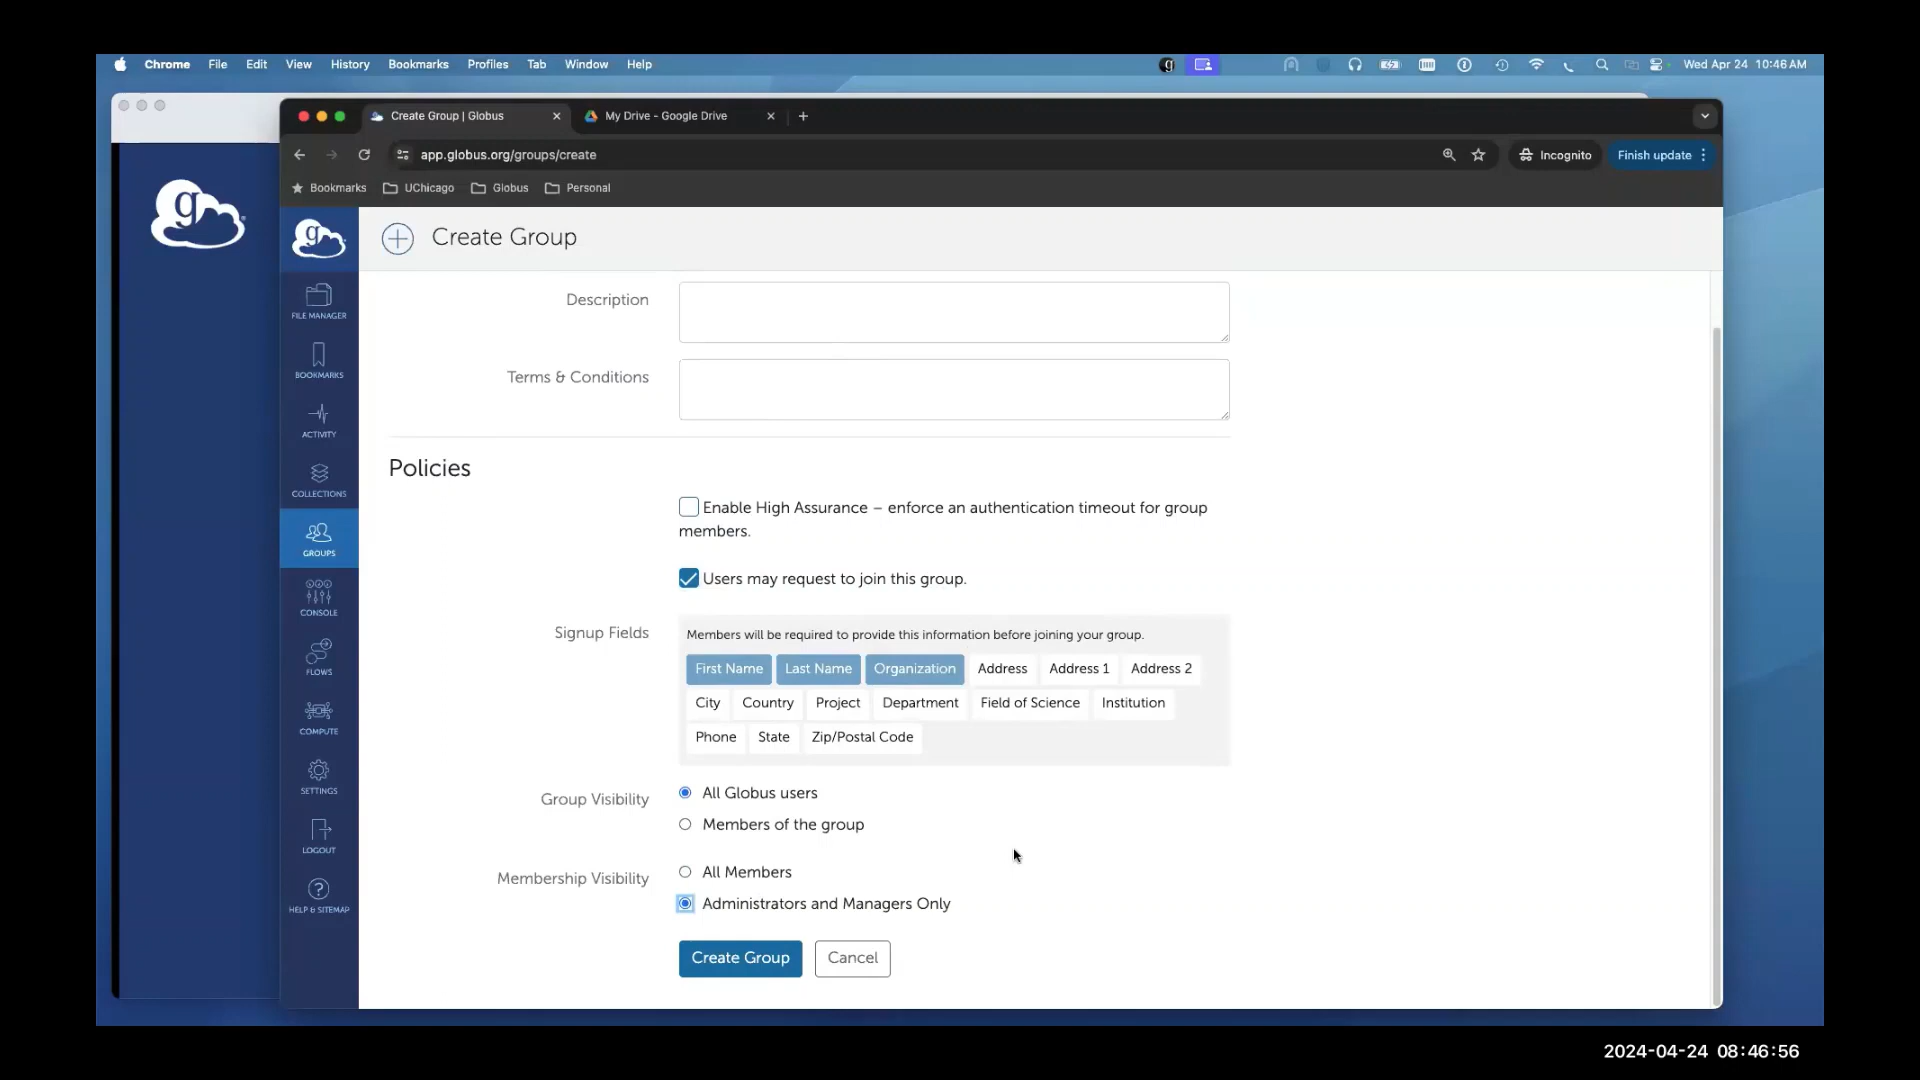 Chrome File Edit View History Bookmarks Profiles Tab Window Help
g
Wed Apr 24 10:46 AM
Create Group | Globus
My Drive - Google Drive
app.globus.org/groups/create
Incognito
Finish update
Bookmarks UChicago Globus Personal
g
g
Create Group
FILE MANAGER
BOOKMARKS
ACTIVITY
COLLECTIONS
GROUPS
CONSOLE
FLOWS
COMPUTE
SETTINGS
LOGOUT
HELP & SITEMAP
Description
Terms & Conditions
Policies
Enable High Assurance – enforce an authentication timeout for group
members.
Users may request to join this group.
Signup Fields
Members will be required to provide this information before joining your group.
First Name Last Name Organization Address Address 1 Address 2
City Country Project Department Field of Science Institution
Phone State Zip/Postal Code
Group Visibility
All Globus users
Members of the group
Membership Visibility
All Members
Administrators and Managers Only
Create Group Cancel
2024-04-24 08:46:56